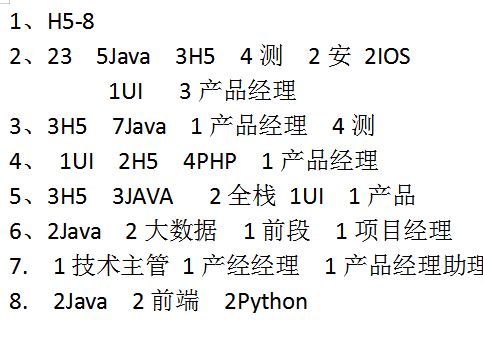 1、H5-8
2、23 5Java 3H5 4 测 2 安 2IOS
1UI 3 产品经理
3、3H5 7Java 1 产品经理 4 测
4、 1UI 2H5 4PHP 1 产品经理
5、3H5 3JAVA 2 全栈 1UI 1 产品
6、2Java 2 大数据 1 前段 1 项目经理
7. 1 技术主管 1 产经经理 1 产品经理助理
8. 2Java 2 前端 2Python